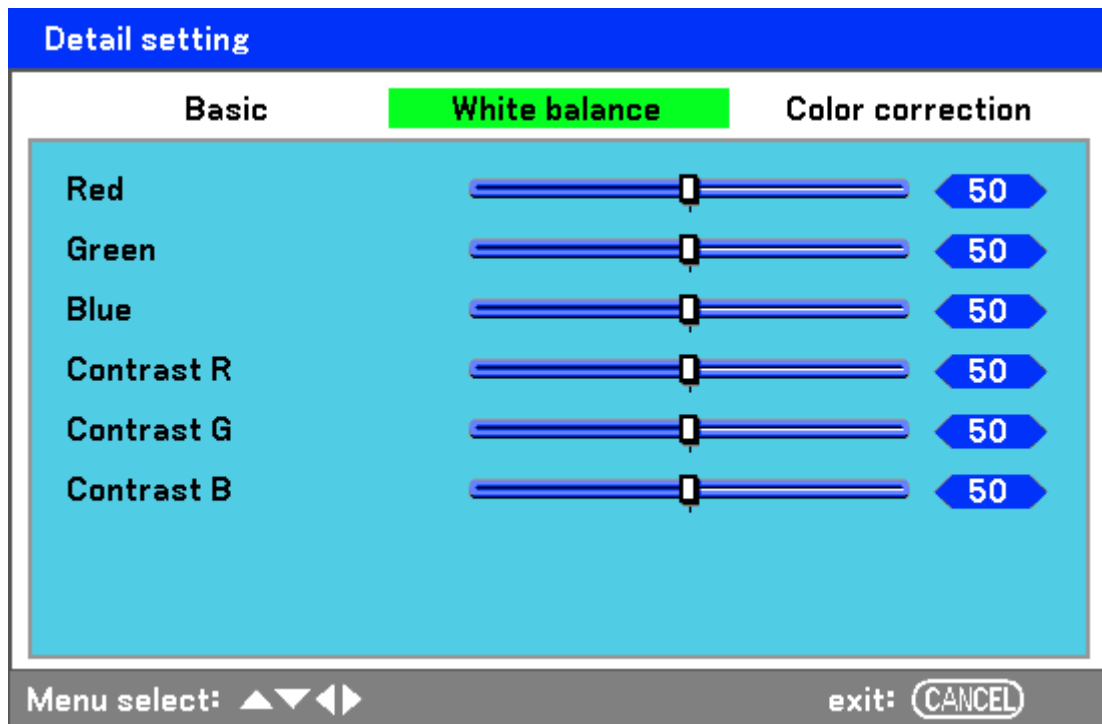 Detail setting
Basic White balance Color correction
Red 50
Green 50
Blue 50
Contrast R 50
Contrast G 50
Contrast B 50
Menu select: ▲▼◀▶ exit: CANCEL